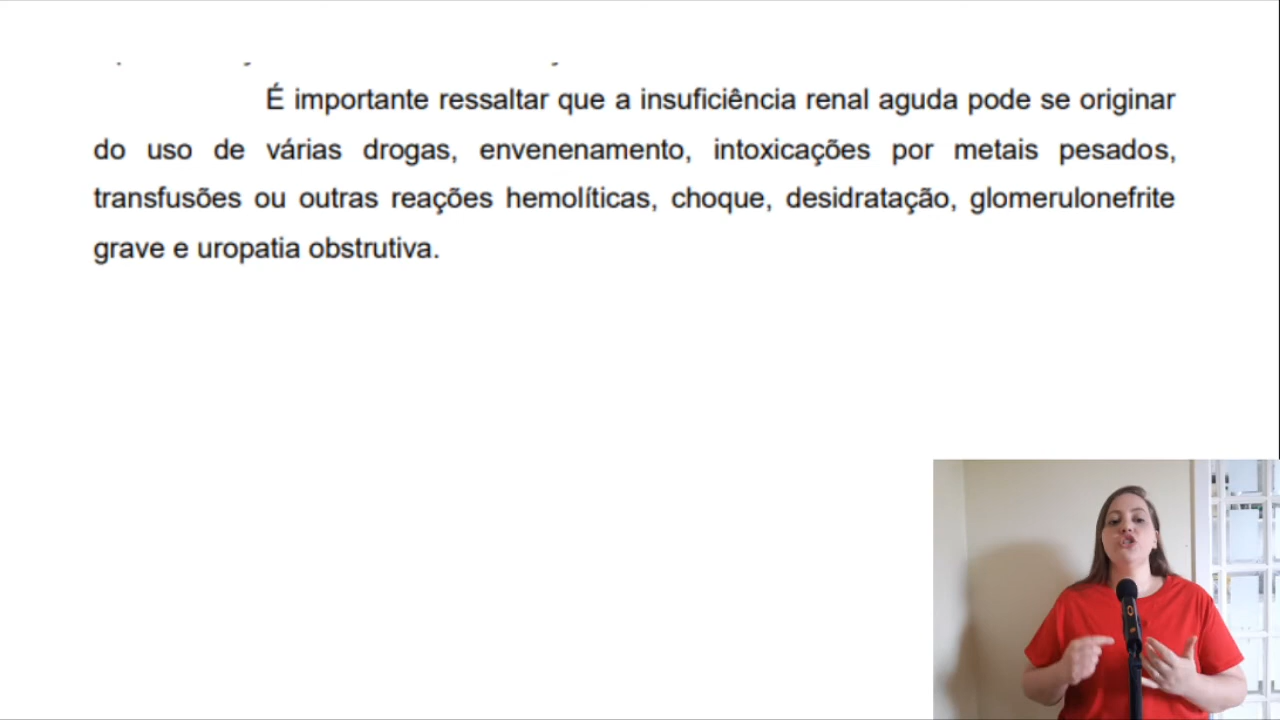 É importante ressaltar que a insuficiência renal aguda pode se originar
do uso de várias drogas, envenenamento, intoxicações por metais pesados,
transfusões ou outras reações hemolíticas, choque, desidratação, glomerulonefrite
grave e uropatia obstrutiva.